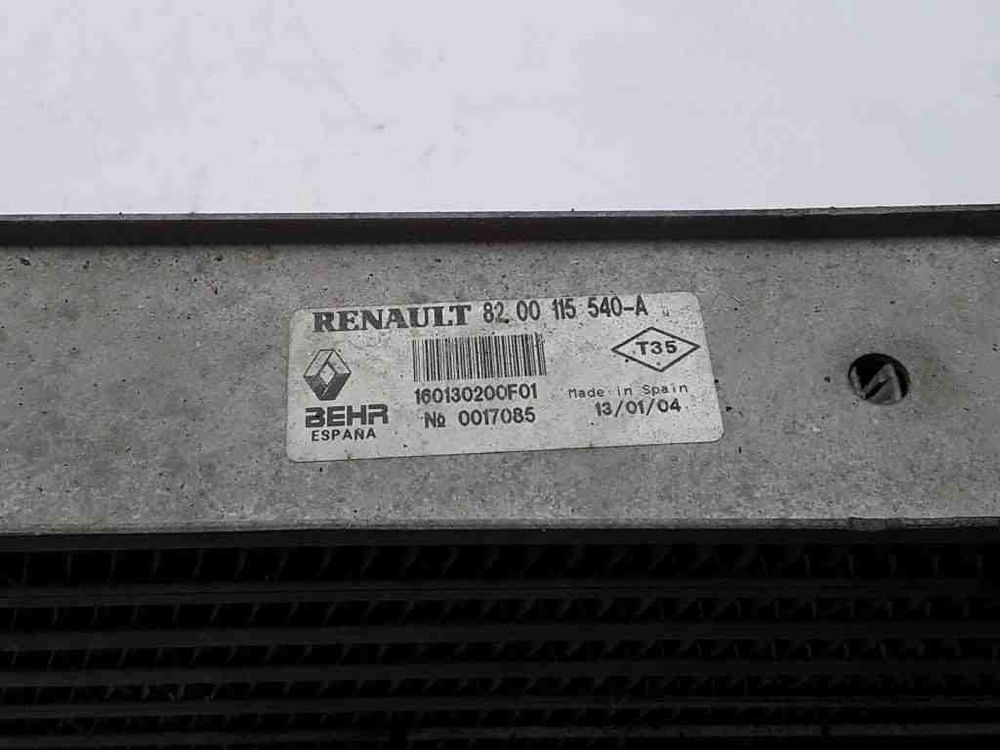 RENAULT 82 00 115 540-A
T35
160130200F01
Made in Spain
BEHR
№ 0017085
13/01/04
ESPAÑA